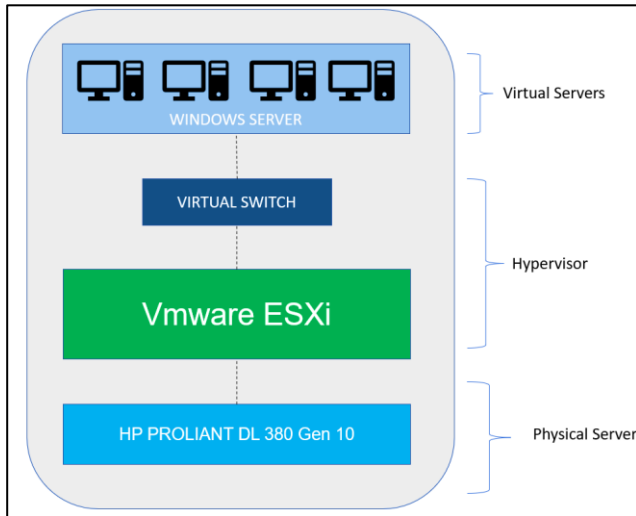 WINDOWS SERVER
Virtual Servers
VIRTUAL SWITCH
Hypervisor
Vmware ESXi
HP PROLIANT DL 380 Gen 10
Physical Server